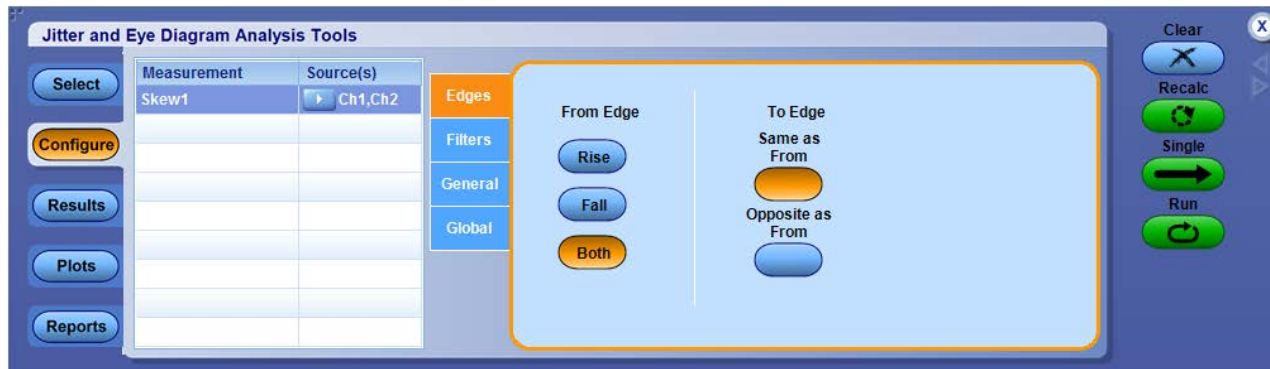 Jitter and Eye Diagram Analysis Tools
Select
Configure
Results
Plots
Reports
Measurement Source(s)
Skew1 Ch1,Ch2
Edges
Filters
General
Global
From Edge
Rise
Fall
Both
To Edge
Same as
From
Opposite as
From
Clear
X
Recalc
Single
Run